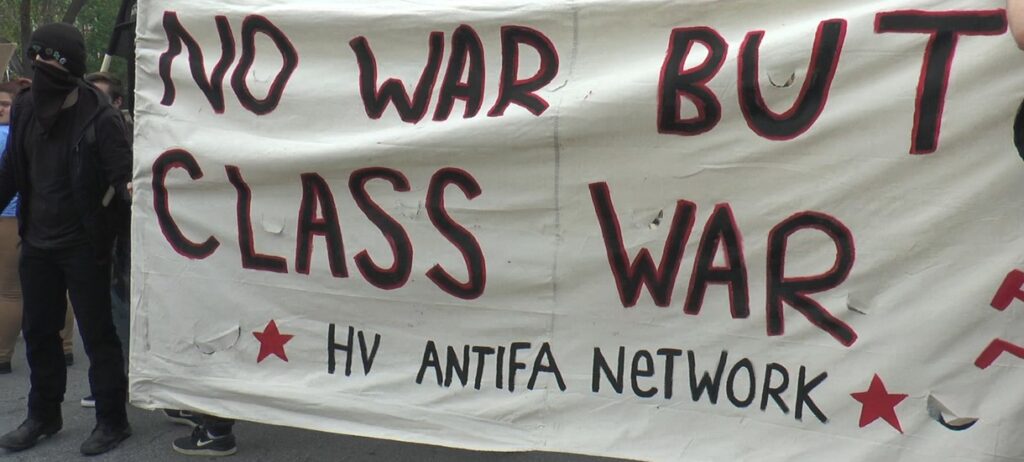 NO WAR BUT
CLASS WAR
HV ANTIFA NeTWORK